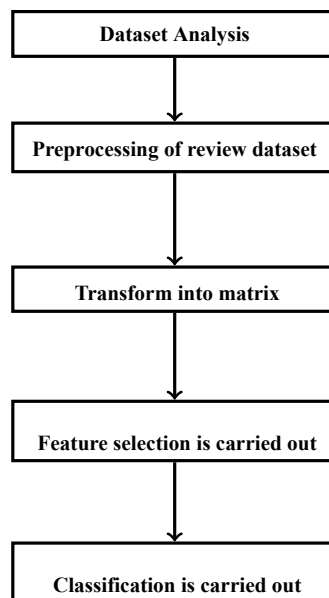 Dataset Analysis
Preprocessing of review dataset
Transform into matrix
Feature selection is carried out
Classification is carried out